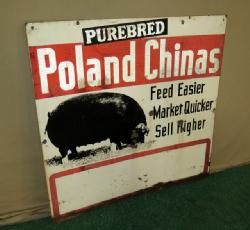 PUREBRED
Poland Chinas
Feed Easier
Market Quicker
Sell Higher